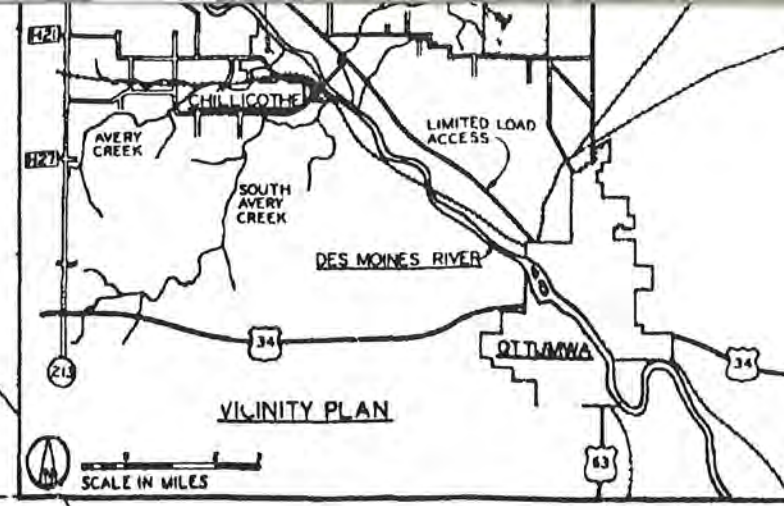 H21
CHILLICOTHE
AVERY
CREEK
LIMITED LOAD
ACCESS
H27
SOUTH
AVERY
CREEK
DES MOINES RIVER
34
OTTUMWA
34
213
VICINITY PLAN
63
N
SCALE IN MILES